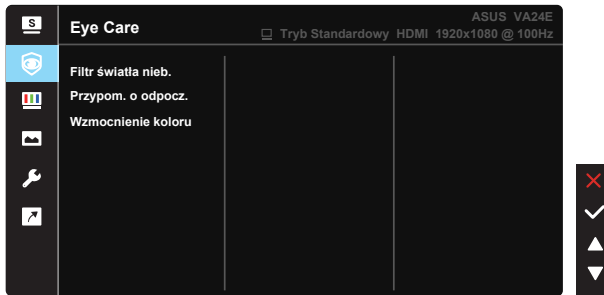 S
Eye Care
ASUS VA24E
Tryb Standardowy HDMI 1920x1080 @ 100Hz
Filtr światła nieb.
Przypom. o odpocz.
Wzmocnienie koloru